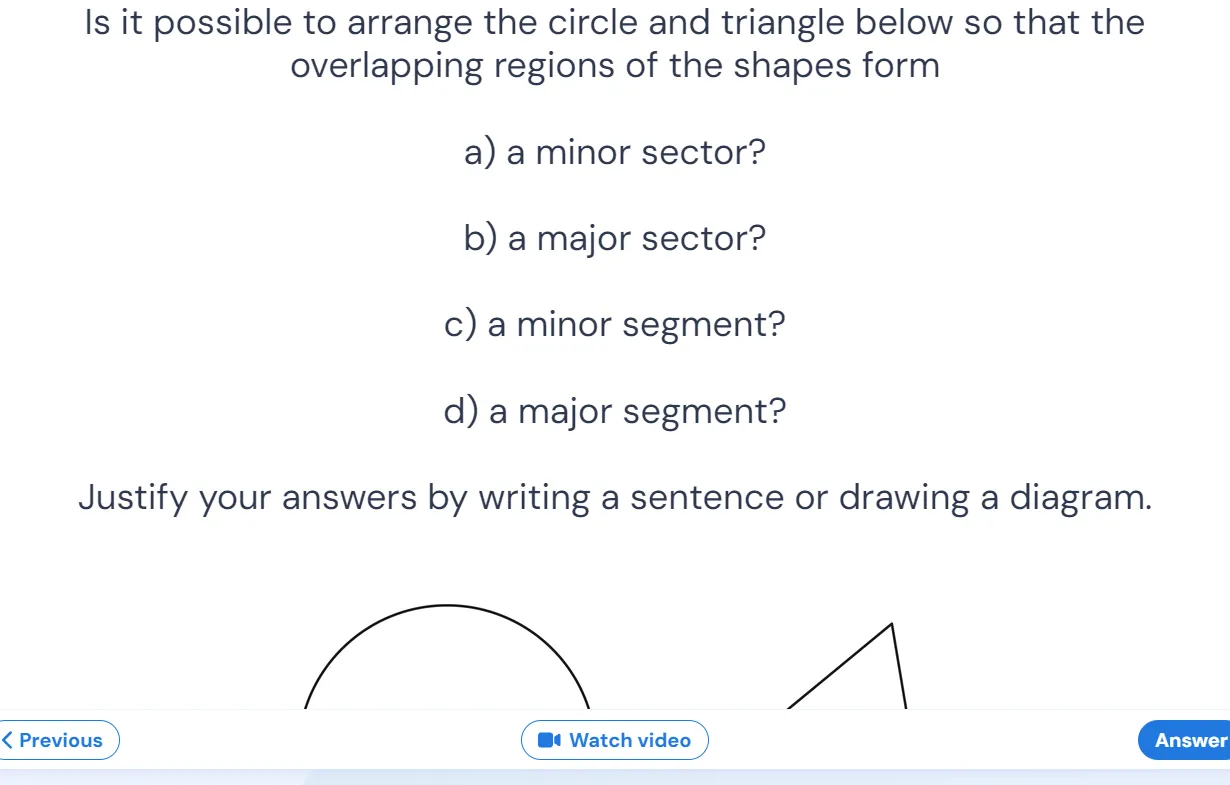 Is it possible to arrange the circle and triangle below so that the
overlapping regions of the shapes form
a) a minor sector?
b) a major sector?
c) a minor segment?
d) a major segment?
Justify your answers by writing a sentence or drawing a diagram.
Previous
Watch video
Answer